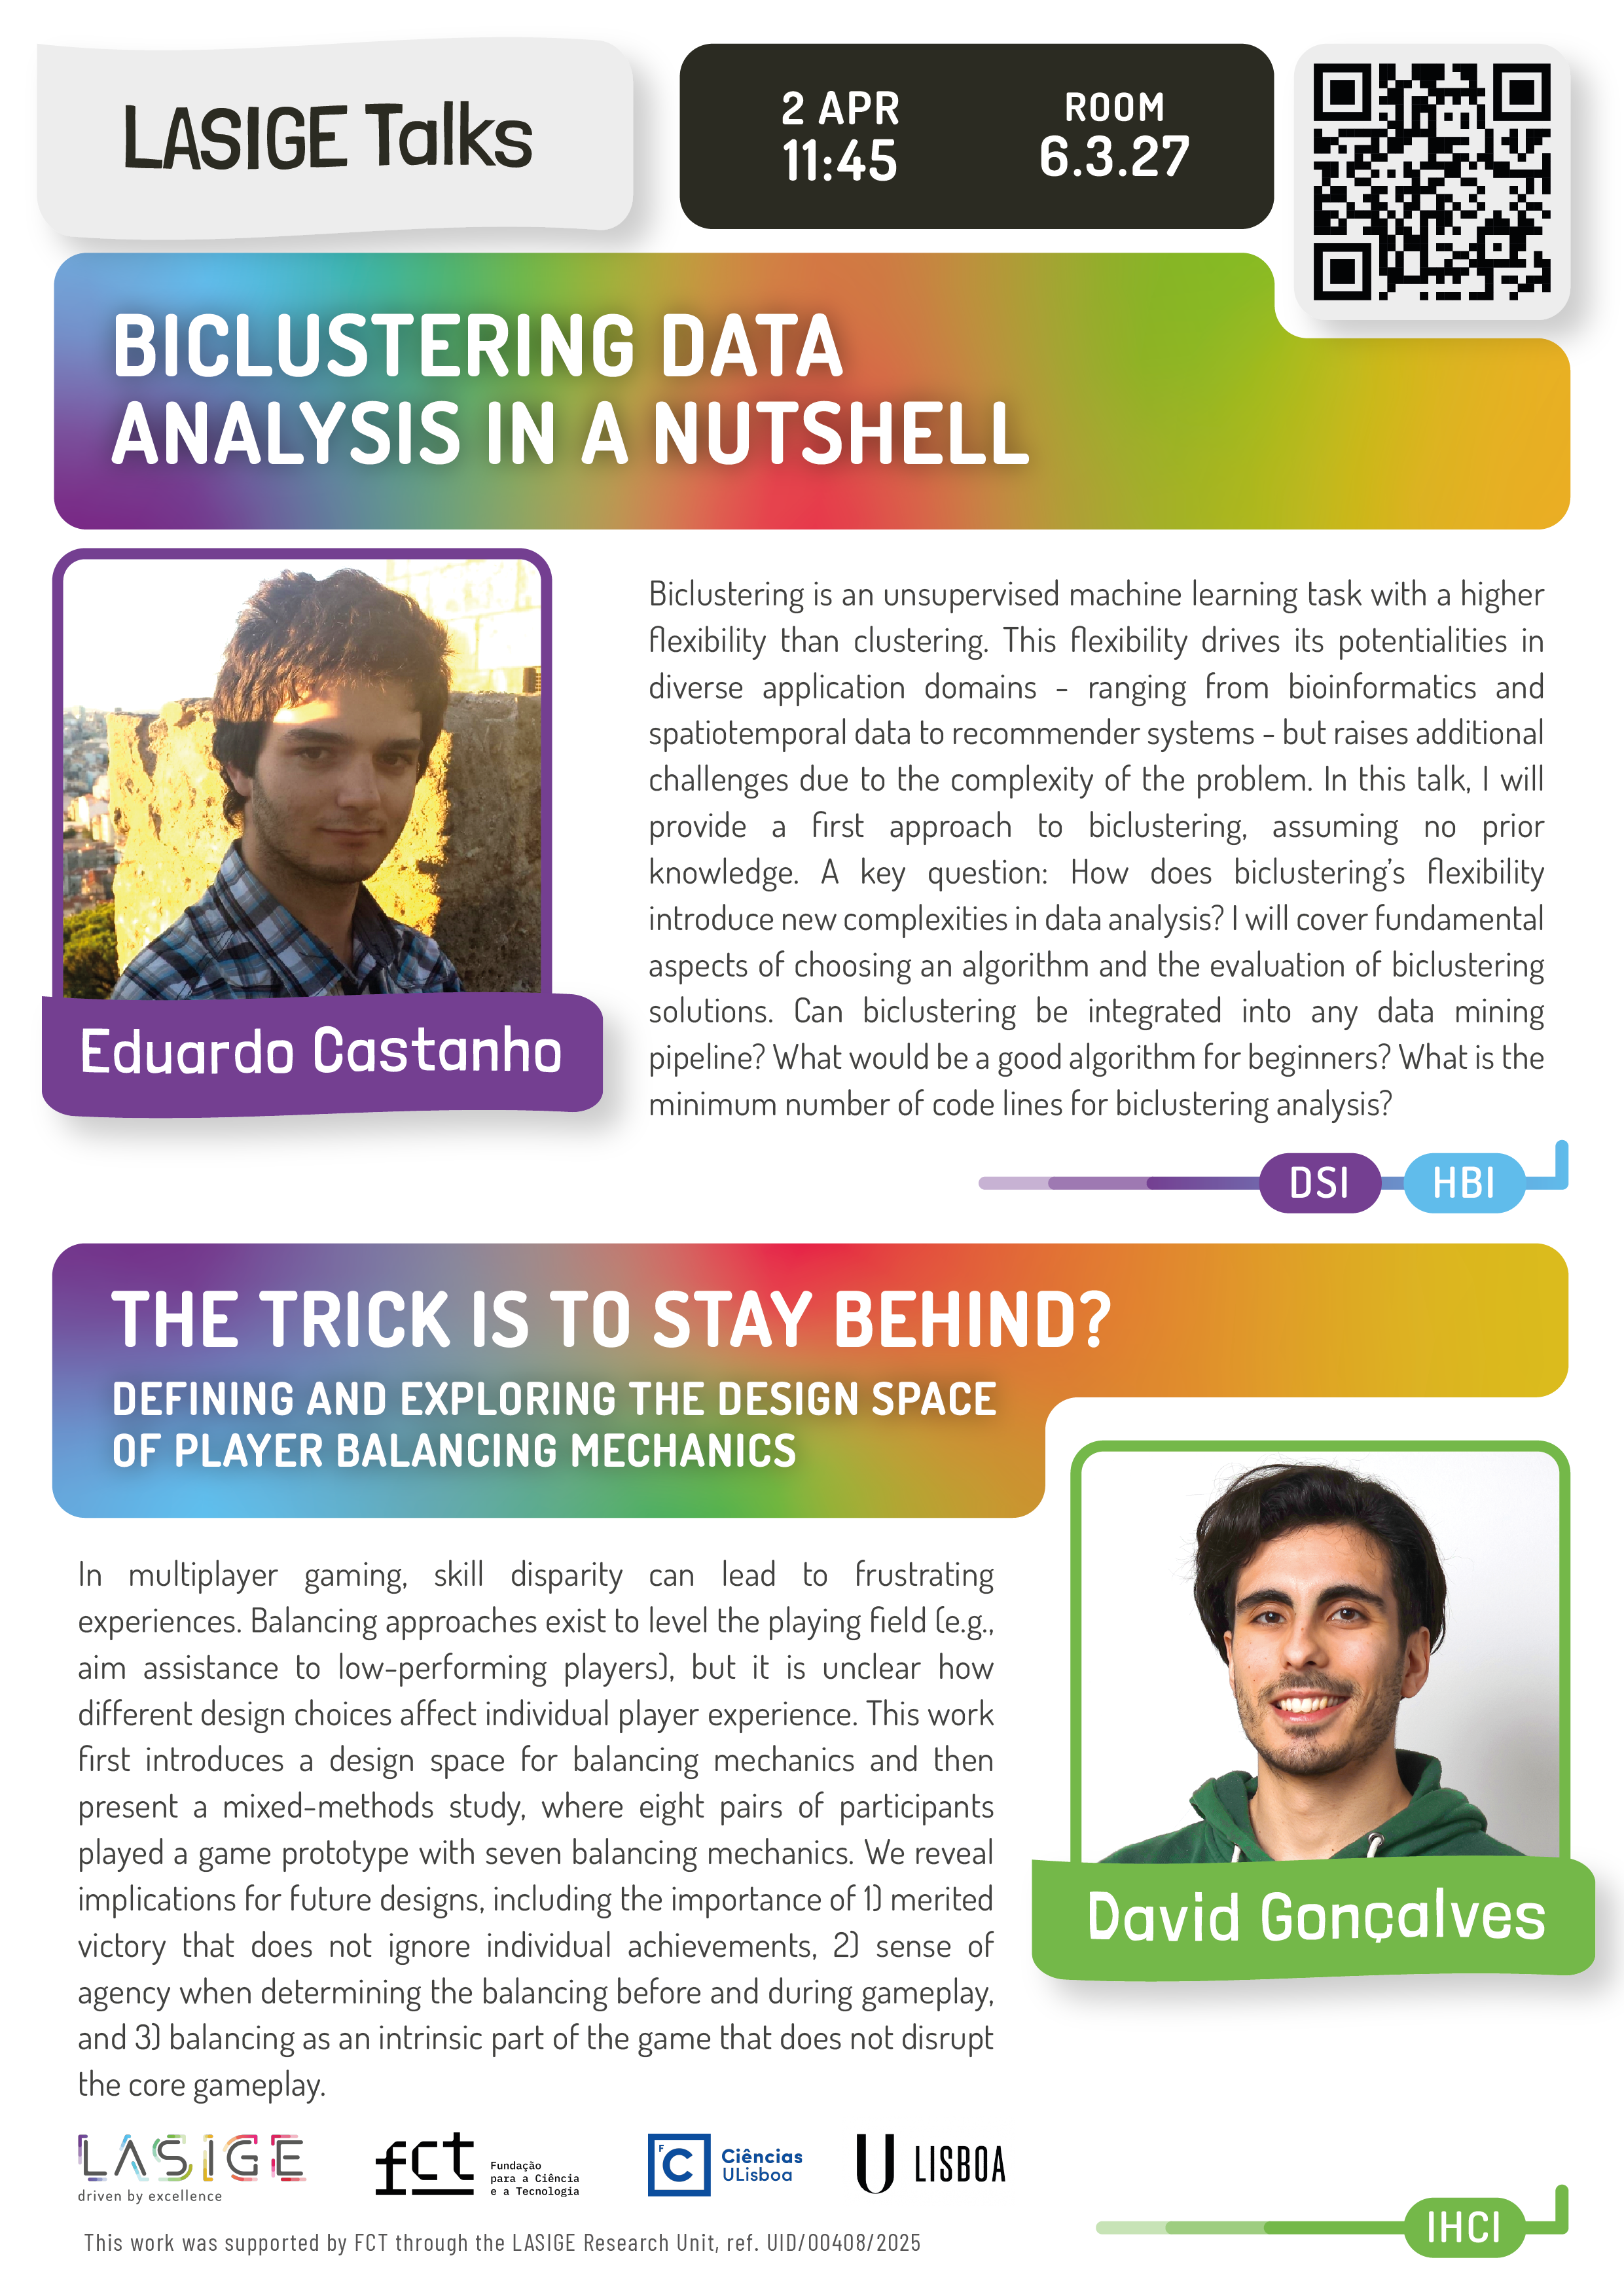 LASIGE Talks
2 APR
11:45
ROOM
6.3.27
BICLUSTERING DATA
ANALYSIS IN A NUTSHELL
Biclustering is an unsupervised machine learning task with a higher
flexibility than clustering. This flexibility drives its potentialities in
diverse application domains - ranging from bioinformatics and
spatiotemporal data to recommender systems - but raises additional
challenges due to the complexity of the problem. In this talk, I will
provide a first approach to biclustering, assuming no prior
knowledge. A key question: How does biclustering's flexibility
introduce new complexities in data analysis? I will cover fundamental
aspects of choosing an algorithm and the evaluation of biclustering
solutions. Can biclustering be integrated into any data mining
pipeline? What would be a good algorithm for beginners? What is the
minimum number of code lines for biclustering analysis?
Eduardo Castanho
DSI
HBI
THE TRICK IS TO STAY BEHIND?
DEFINING AND EXPLORING THE DESIGN SPACE
OF PLAYER BALANCING MECHANICS
In multiplayer gaming, skill disparity can lead to frustrating
experiences. Balancing approaches exist to level the playing field (e.g.,
aim assistance to low-performing players), but it is unclear how
different design choices affect individual player experience. This work
first introduces a design space for balancing mechanics and then
present a mixed-methods study, where eight pairs of participants
played a game prototype with seven balancing mechanics. We reveal
implications for future designs, including the importance of 1) merited
victory that does not ignore individual achievements, 2) sense of
agency when determining the balancing before and during gameplay,
and 3) balancing as an intrinsic part of the game that does not disrupt
the core gameplay.
David Gonçalves
LASIGE
driven by excellence
fct
Fundação
para a Ciência
e a Tecnologia
F
C
Ciências
ULisboa
U LISBOA
IHCI
This work was supported by FCT through the LASIGE Research Unit, ref. UID/00408/2025